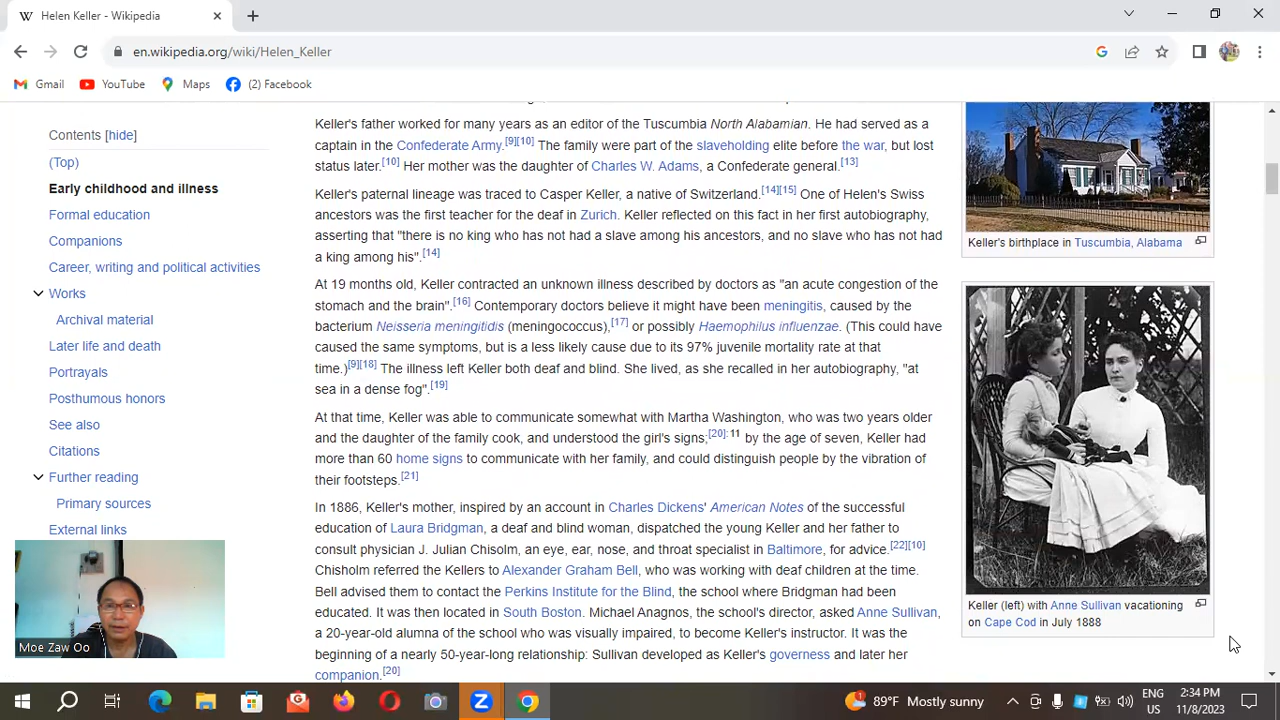 Helen Keller - Wikipedia
en.wikipedia.org/wiki/Helen_Keller
Gmail
YouTube
Maps
(2) Facebook
Contents [hide]
(Top)
Early childhood and illness
Formal education
Companions
Career, writing and political activities
Works
Archival material
Later life and death
Portrayals
Posthumous honors
See also
Citations
Further reading
Primary sources
External links
Moe Zaw Oo
Keller's father worked for many years as an editor of the Tuscumbia North Alabamian. He had served as a
captain in the Confederate Army.[9][10] The family were part of the slaveholding elite before the war, but lost
status later.[10] Her mother was the daughter of Charles W. Adams, a Confederate general.[13]
Keller's paternal lineage was traced to Casper Keller, a native of Switzerland.[14][15] One of Helen's Swiss
ancestors was the first teacher for the deaf in Zurich. Keller reflected on this fact in her first autobiography,
asserting that "there is no king who has not had a slave among his ancestors, and no slave who has not had
a king among his".[14]
At 19 months old, Keller contracted an unknown illness described by doctors as "an acute congestion of the
stomach and the brain".[16] Contemporary doctors believe it might have been meningitis, caused by the
bacterium Neisseria meningitidis (meningococcus),[17] or possibly Haemophilus influenzae. (This could have
caused the same symptoms, but is a less likely cause due to its 97% juvenile mortality rate at that
time.)[9][18] The illness left Keller both deaf and blind. She lived, as she recalled in her autobiography, "at
sea in a dense fog".[19]
At that time, Keller was able to communicate somewhat with Martha Washington, who was two years older
and the daughter of the family cook, and understood the girl's signs;[20]:11 by the age of seven, Keller had
more than 60 home signs to communicate with her family, and could distinguish people by the vibration of
their footsteps.[21]
In 1886, Keller's mother, inspired by an account in Charles Dickens' American Notes of the successful
education of Laura Bridgman, a deaf and blind woman, dispatched the young Keller and her father to
consult physician J. Julian Chisolm, an eye, ear, nose, and throat specialist in Baltimore, for advice.[22][10]
Chisholm referred the Kellers to Alexander Graham Bell, who was working with deaf children at the time.
Bell advised them to contact the Perkins Institute for the Blind, the school where Bridgman had been
educated. It was then located in South Boston. Michael Anagnos, the school's director, asked Anne Sullivan,
a 20-year-old alumna of the school who was visually impaired, to become Keller's instructor. It was the
beginning of a nearly 50-year-long relationship: Sullivan developed as Keller's governess and later her
companion.[20]
Keller's birthplace in Tuscumbia, Alabama
Keller (left) with Anne Sullivan vacationing
on Cape Cod in July 1888
1
89°F Mostly sunny
ENG
US
2:34 PM
11/8/2023